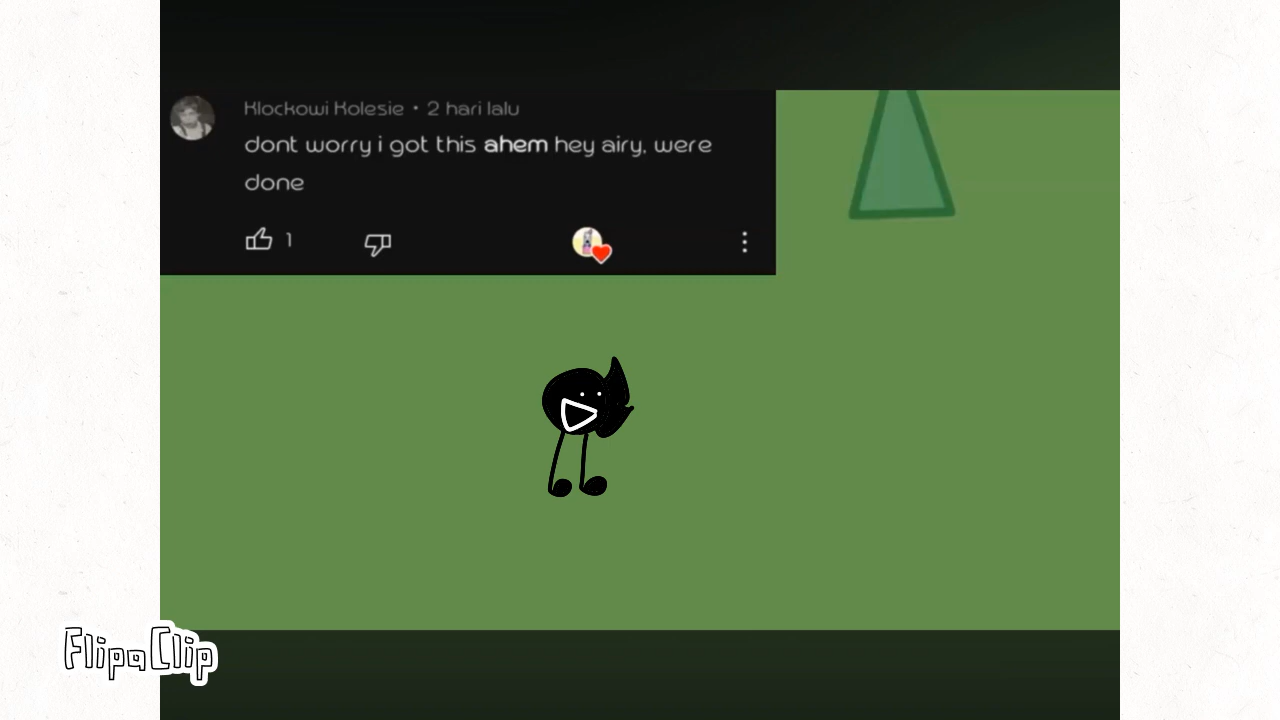 Klockowi Kolesie • 2 hari lalu
dont worry i got this ahem hey airy, were
done
1
FlipaClip